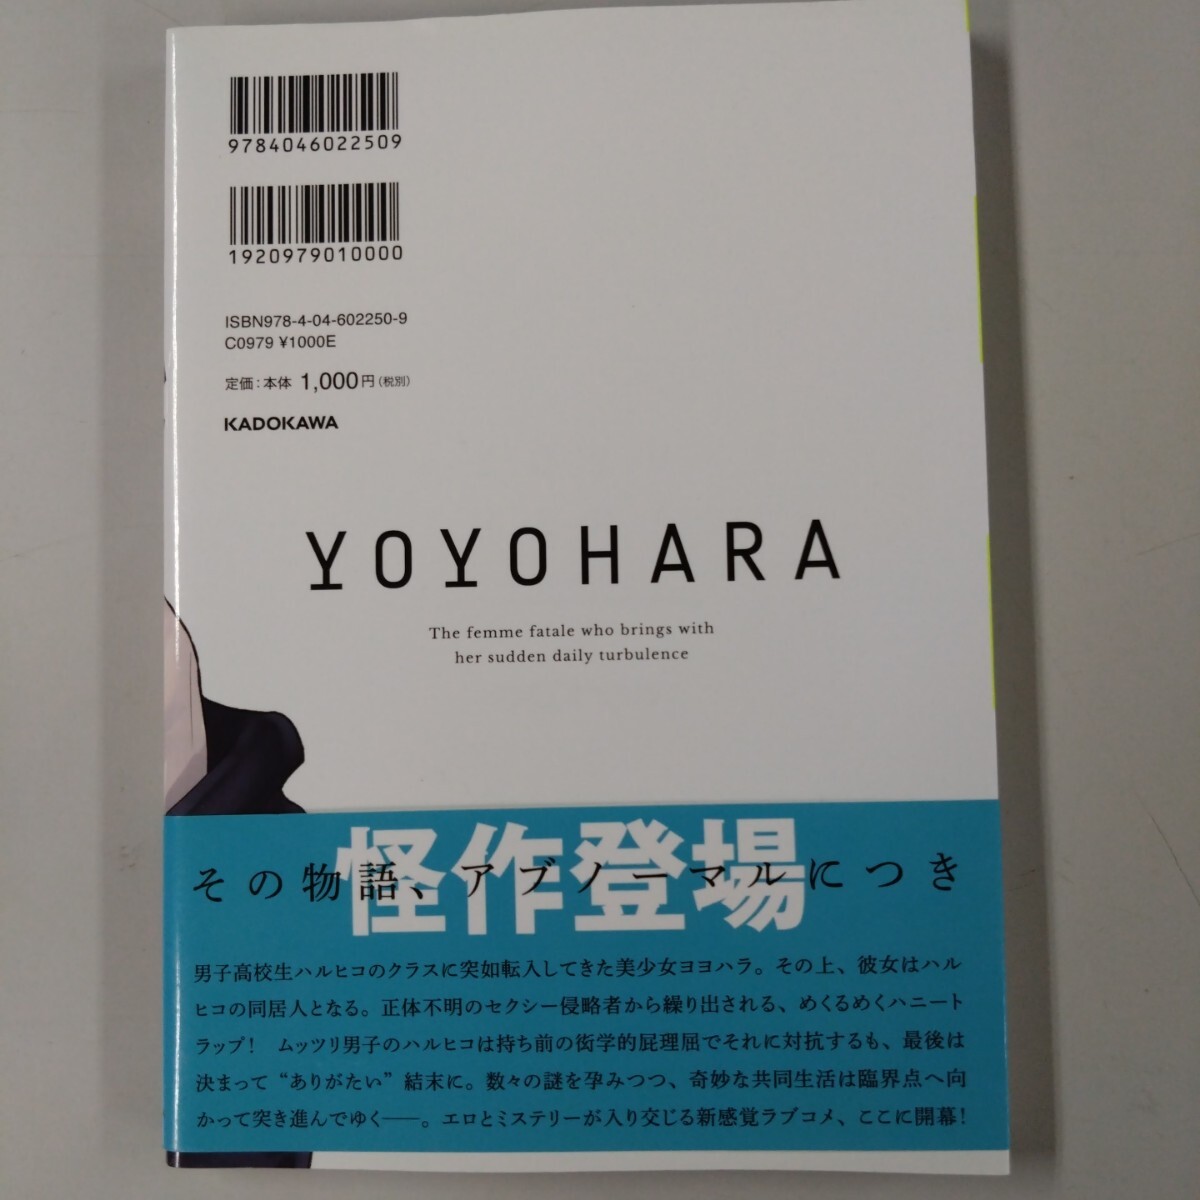 9784046022509
1920979010000
ISBN978-4-04-602250-9
C0979 ¥1000E
定価:本体 1,000円(税別)
KADOKAWA
YOYOHARA
The femme fatale who brings with
her sudden daily turbulence
怪作登場
その物語、アブノーマルにつき
男子高校生ハルヒコのクラスに突如転入してきた美少女ヨヨハラ。その上、彼女はハル
ヒコの同居人となる。正体不明のセクシー侵略者から繰り出される、めくるめくハニート
ラップ! ムッツリ男子のハルヒコは持ち前の衒学的屁理屈でそれに対抗するも、最後は
決まって“ありがたい”結末に。数々の謎を孕みつつ、奇妙な共同生活は臨界点へ向
かって突き進んでゆく――。エロとミステリーが入り交じる新感覚ラブコメ、ここに開幕!